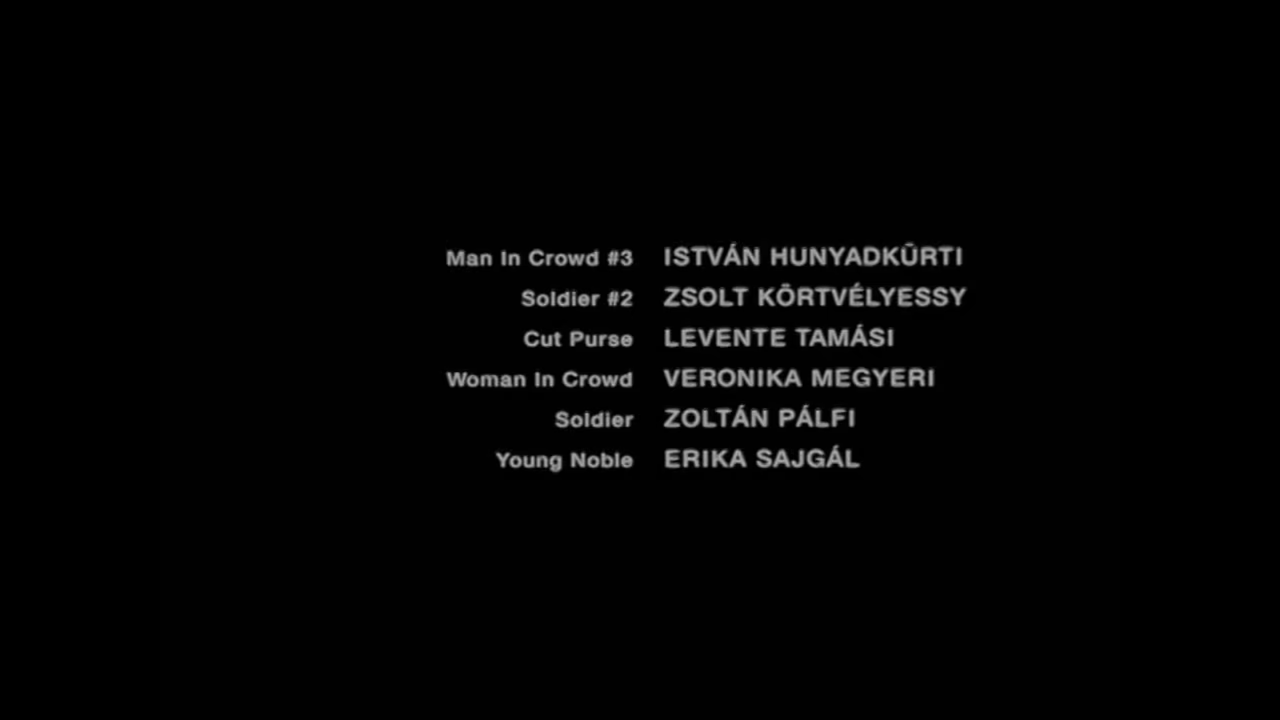 Man In Crowd #3 ISTVÁN HUNYADKÜRTI
Soldier #2 ZSOLT KÖRTVÉLYESSY
Cut Purse LEVENTE TAMÁSI
Woman In Crowd VERONIKA MEGYERI
Soldier ZOLTÁN PÁLFI
Young Noble ERIKA SAJGÁL